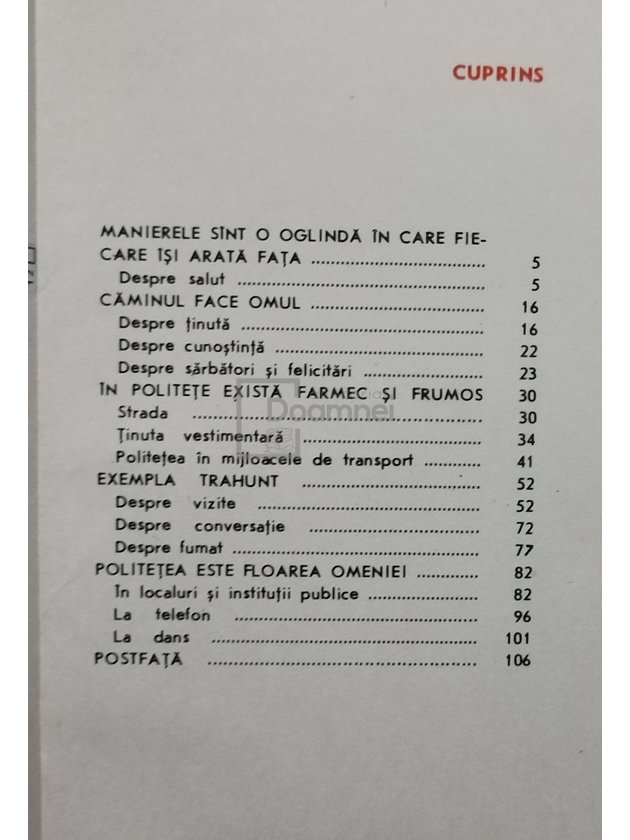 CUPRINS
MANIERELE SÎNT O OGLINDĂ ÎN CARE FIE-
CARE ÎȘI ARATĂ FAȚA ........ 5
Despre salut ........ 5
CĂMINUL FACE OMUL ........ 16
Despre ținută ........ 16
Despre cunoștință ........ 22
Despre sărbători și felicitări ........ 23
ÎN POLITEȚE EXISTĂ FARMEC ȘI FRUMOS 30
Strada ........ 30
Ținuta vestimentară ........ 34
Politețea în mijloacele de transport ........ 41
EXEMPLA TRAHUNT ........ 52
Despre vizite ........ 52
Despre conversație ........ 72
Despre fumat ........ 77
POLITEȚEA ESTE FLOAREA OMENIEI ........ 82
În localuri și instituții publice ........ 82
La telefon ........ 96
La dans ........ 101
POSTFAȚĂ ........ 106
Doamnei